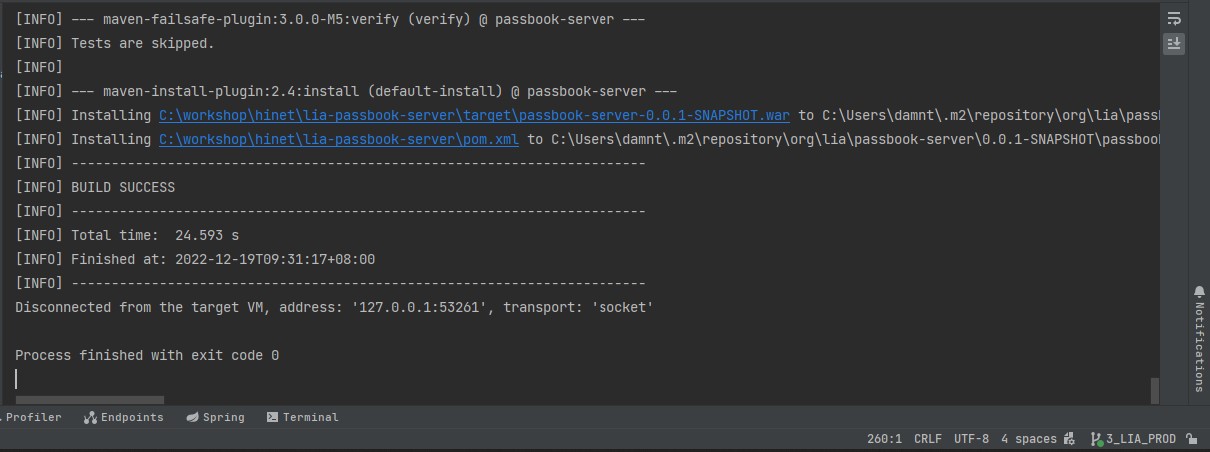 [INFO] --- maven-failsafe-plugin:3.0.0-M5:verify (verify) @ passbook-server ---
[INFO] Tests are skipped.
[INFO]
[INFO] --- maven-install-plugin:2.4:install (default-install) @ passbook-server ---
[INFO] Installing C:\workshop\hinet\lia-passbook-server\target\passbook-server-0.0.1-SNAPSHOT.war to C:\Users\damnt\.m2\repository\org\lia\pass
[INFO] Installing C:\workshop\hinet\lia-passbook-server\pom.xml to C:\Users\damnt\.m2\repository\org\lia\passbook-server\0.0.1-SNAPSHOT\passboo
[INFO] ------------------------------------------------------------------------
[INFO] BUILD SUCCESS
[INFO] ------------------------------------------------------------------------
[INFO] Total time:  24.593 s
[INFO] Finished at: 2022-12-19T09:31:17+08:00
[INFO] ------------------------------------------------------------------------
Disconnected from the target VM, address: '127.0.0.1:53261', transport: 'socket'
Process finished with exit code 0
Notifications
Profiler Endpoints Spring Terminal
260:1 CRLF UTF-8 4 spaces 3_LIA_PROD